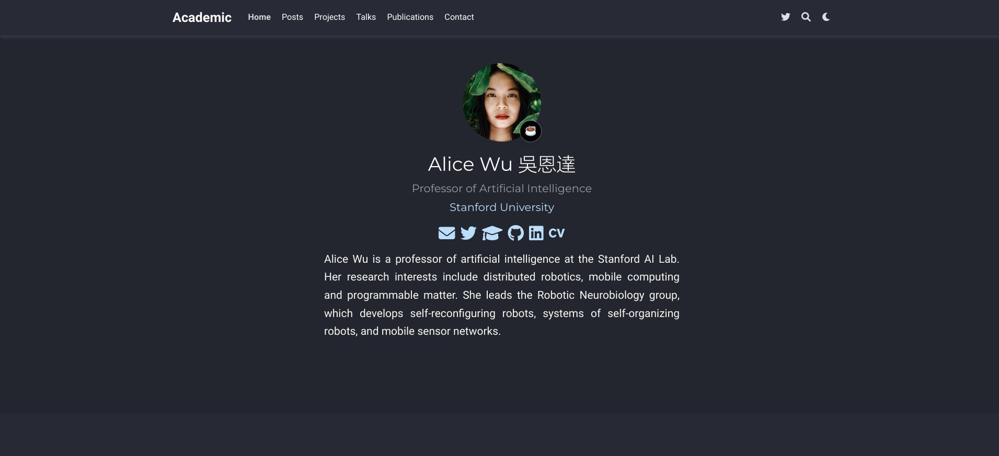 Academic Home Posts Projects Talks Publications Contact
Alice Wu 吳恩達
Professor of Artificial Intelligence
Stanford University
in CV
Alice Wu is a professor of artificial intelligence at the Stanford AI Lab.
Her research interests include distributed robotics, mobile computing
and programmable matter. She leads the Robotic Neurobiology group,
which develops self-reconfiguring robots, systems of self-organizing
robots, and mobile sensor networks.